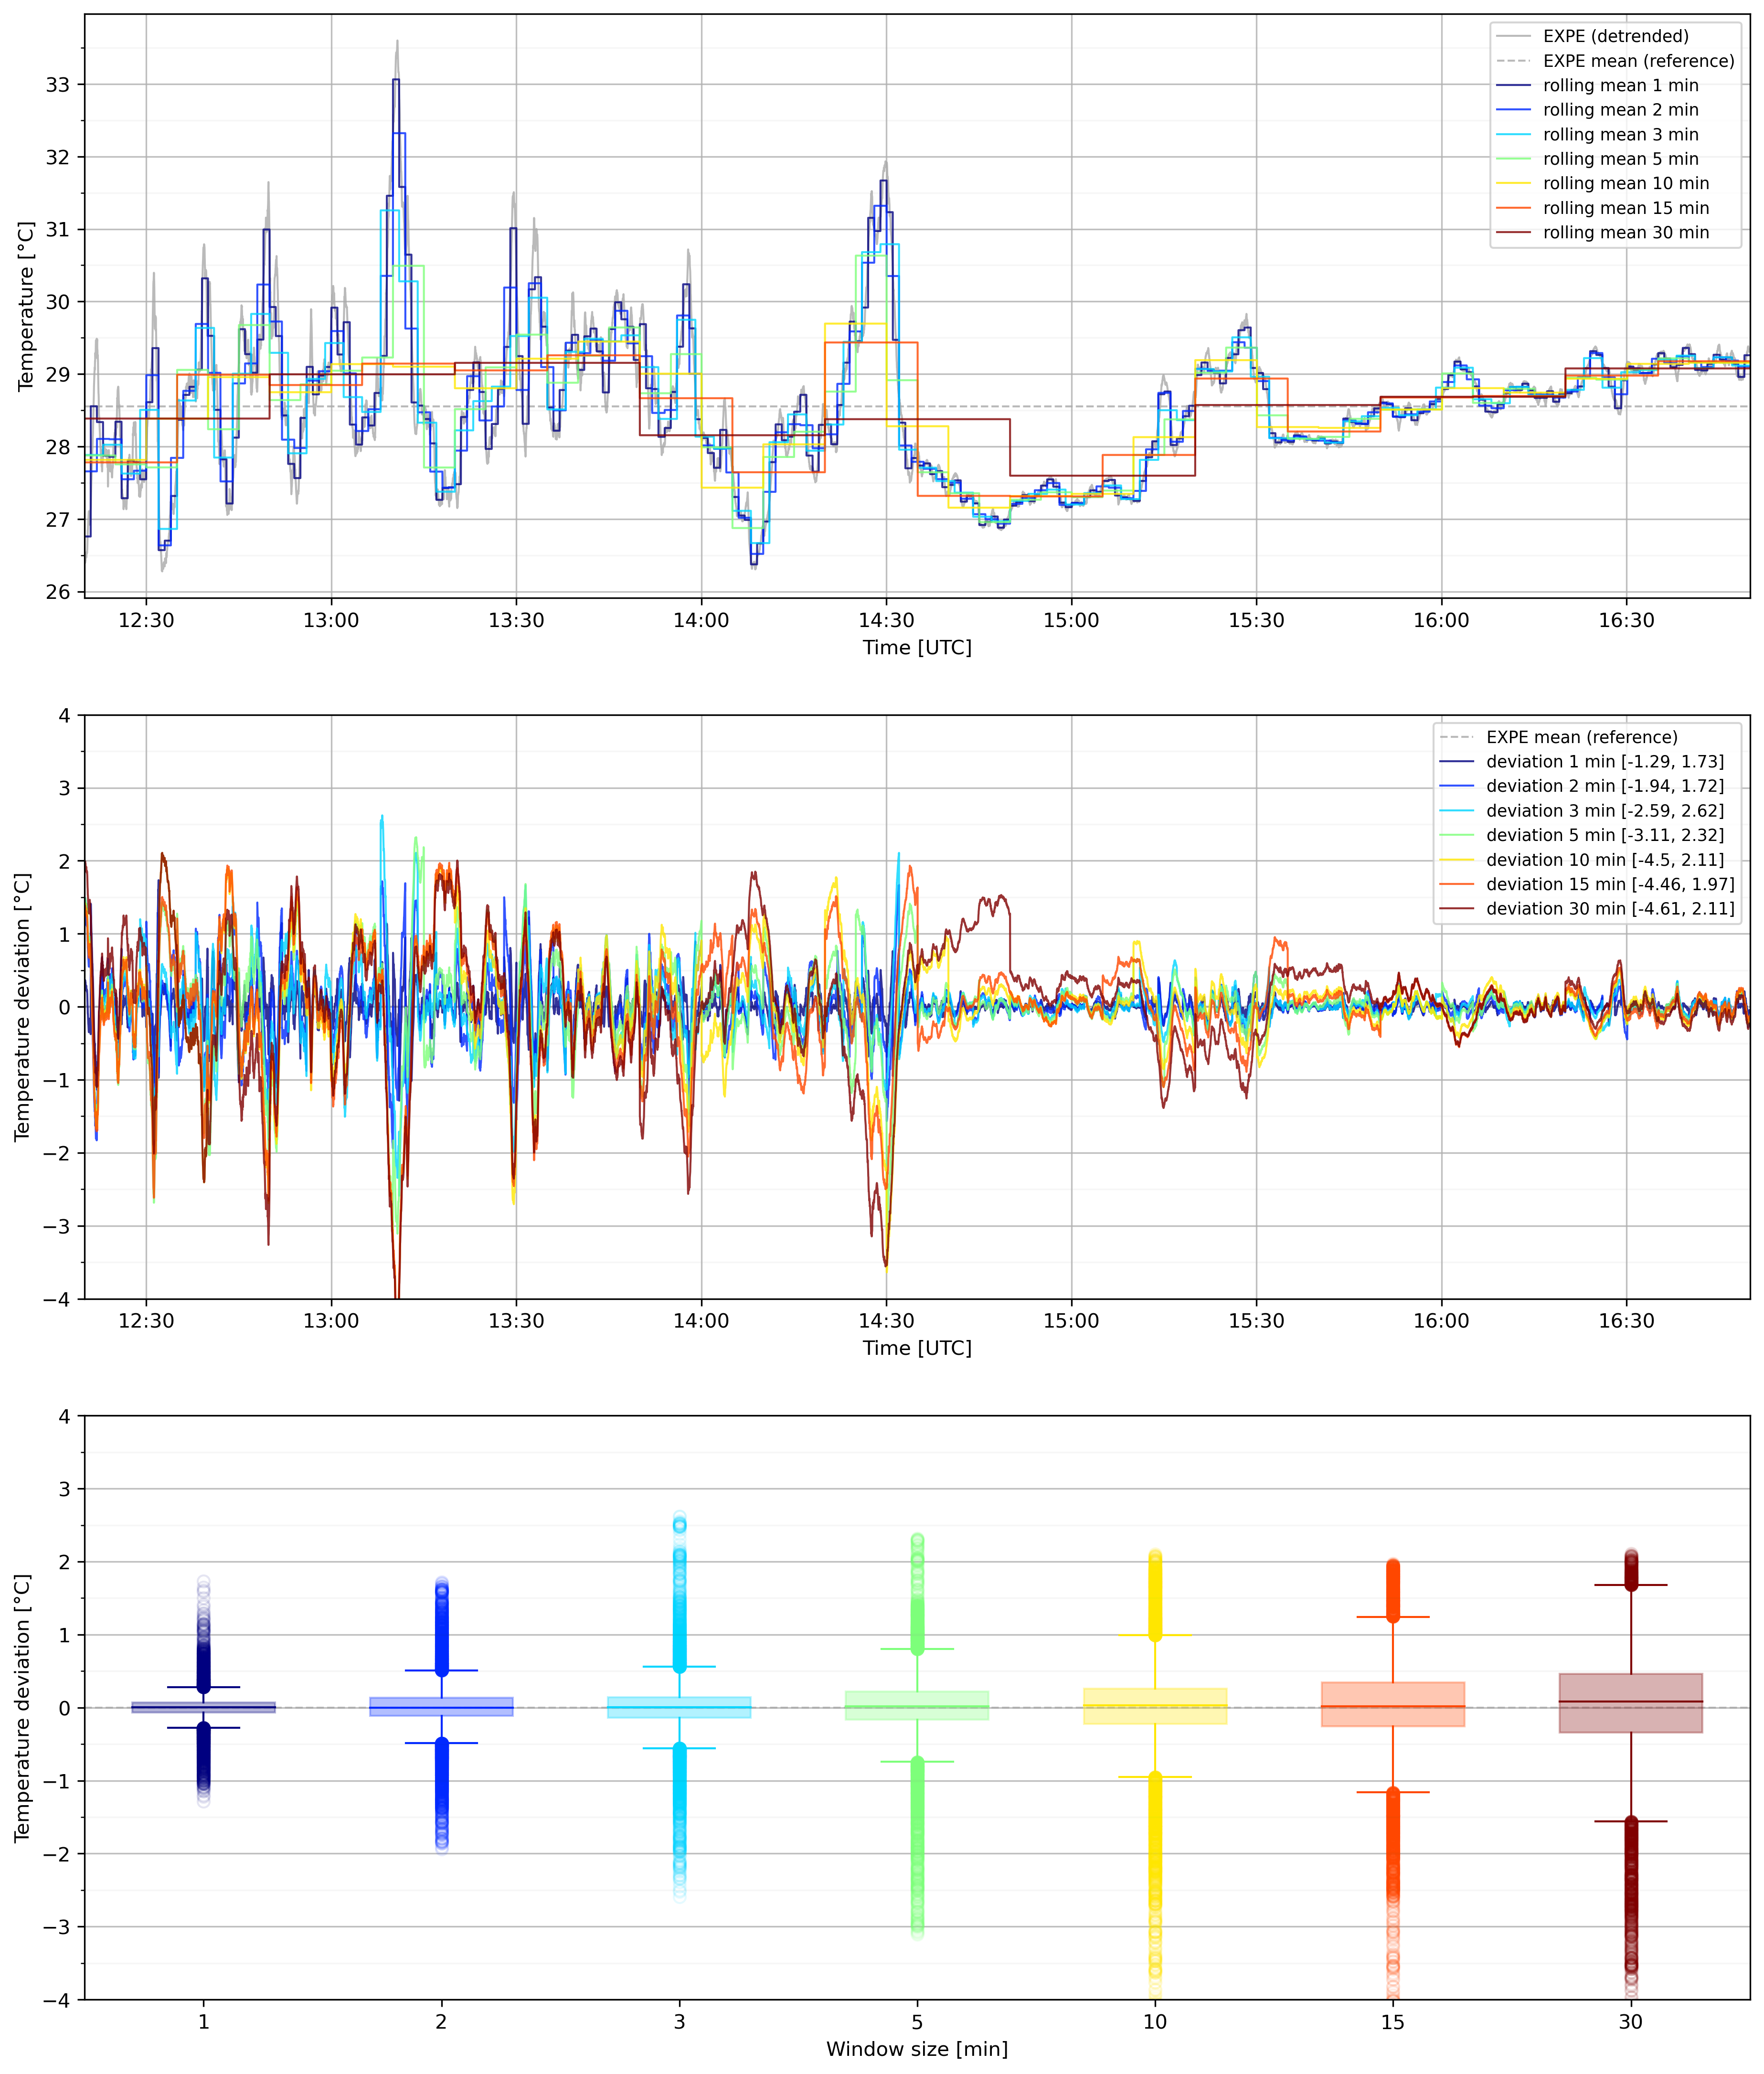 33
32
31
30
29
28
27
26
Temperature [°C]
EXPE (detrended)
EXPE mean (reference)
rolling mean 1 min
rolling mean 2 min
rolling mean 3 min
rolling mean 5 min
rolling mean 10 min
rolling mean 15 min
rolling mean 30 min
12:30 13:00 13:30 14:00 14:30 15:00 15:30 16:00 16:30
Time [UTC]
4
3
2
1
0
−1
−2
−3
−4
Temperature deviation [°C]
EXPE mean (reference)
deviation 1 min [-1.29, 1.73]
deviation 2 min [-1.94, 1.72]
deviation 3 min [-2.59, 2.62]
deviation 5 min [-3.11, 2.32]
deviation 10 min [-4.5, 2.11]
deviation 15 min [-4.46, 1.97]
deviation 30 min [-4.61, 2.11]
12:30 13:00 13:30 14:00 14:30 15:00 15:30 16:00 16:30
Time [UTC]
4
3
2
1
0
−1
−2
−3
−4
Temperature deviation [°C]
1 2 3 5 10 15 30
Window size [min]